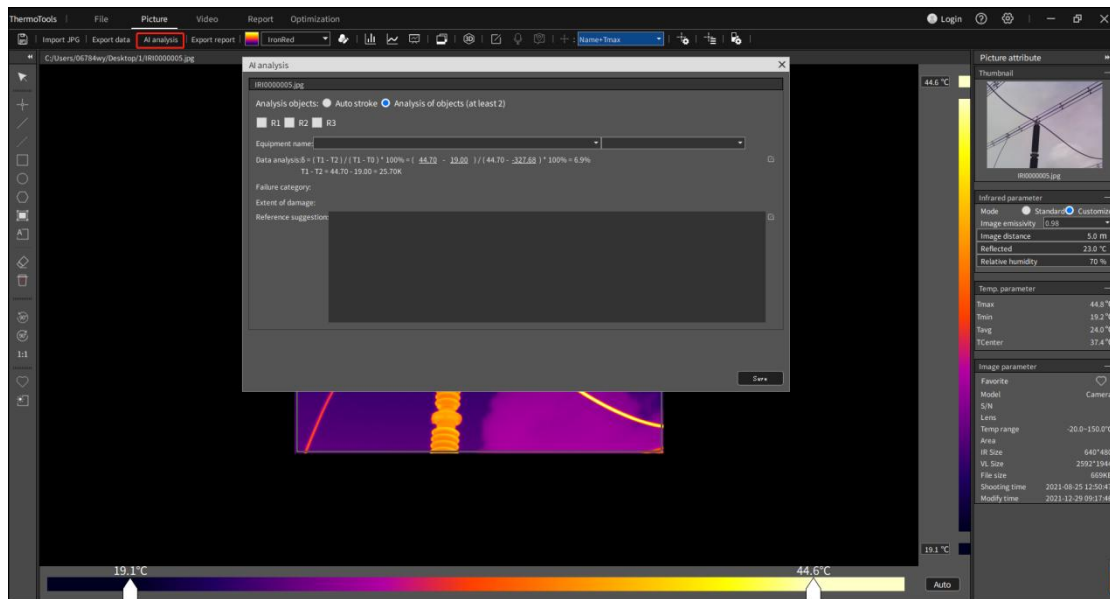 ThermoTools File Picture Video Report Optimization Login
Import JPG Export data AI analysis Export report IronRed 3D Name+Tmax
C:/Users/06784wy/Desktop/1/IRI0000005.jpg
AI analysis
IRI0000005.jpg
Analysis objects: Auto stroke Analysis of objects (at least 2)
R1 R2 R3
Equipment name:
Data analysis:δ = ( T1 - T2 ) / ( T1 - T0 ) * 100% = ( 44.70 - 19.00 ) / ( 44.70 - -327.68 ) * 100% = 6.9%
T1 - T2 = 44.70 - 19.00 = 25.70K
Failure category:
Extent of damage:
Reference suggestion:
Save
1:1
44.6 °C
19.1 °C
19.1°C
44.6°C
Auto
Picture attribute
Thumbnail
IRI0000005.jpg
Infrared parameter
Mode Standard Customize
Image emissivity 0.98
Image distance 5.0 m
Reflected 23.0 °C
Relative humidity 70 %
Temp. parameter
Tmax 44.8 °C
Tmin 19.2 °C
Tavg 24.0 °C
TCenter 37.4 °C
Image parameter
Favorite
Model Camera
S/N
Lens
Temp range -20.0~150.0°C
Area
IR Size 640*480
VL Size 2592*1944
File size 669KB
Shooting time 2021-08-25 12:50:47
Modify time 2021-12-29 09:17:46